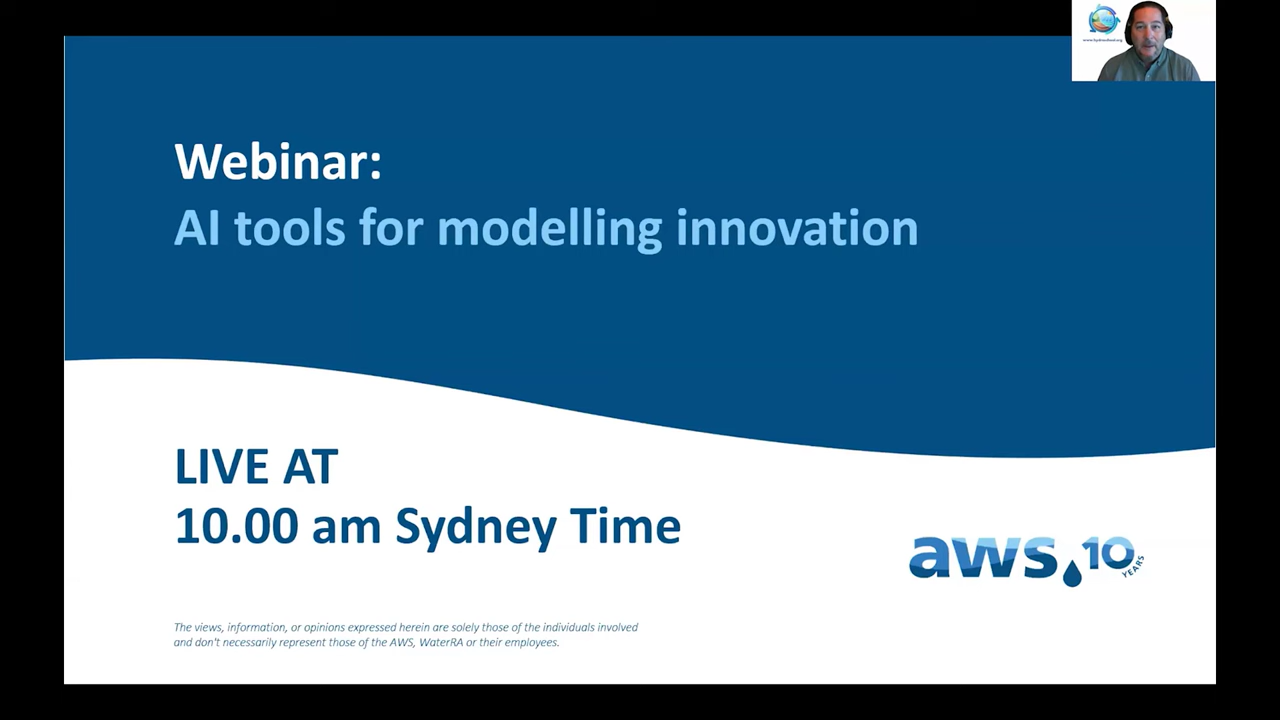 Webinar:
AI tools for modelling innovation
LIVE AT
10.00 am Sydney Time
aws 10
YEARS
The views, information, or opinions expressed herein are solely those of the individuals involved
and don't necessarily represent those of the AWS, WaterRA or their employees.